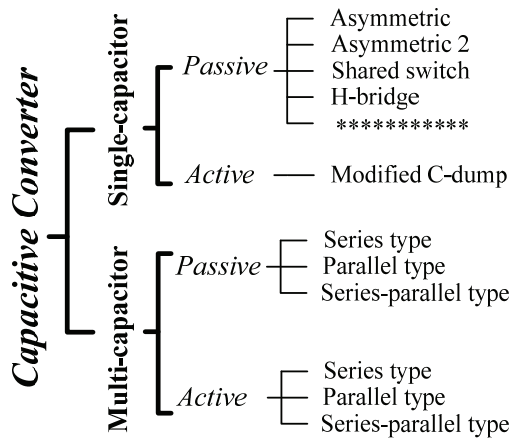 Capacitive Converter
Single-capacitor
Passive
Asymmetric
Asymmetric 2
Shared switch
H-bridge
***********
Active
Modified C-dump
Multi-capacitor
Passive
Series type
Parallel type
Series-parallel type
Active
Series type
Parallel type
Series-parallel type